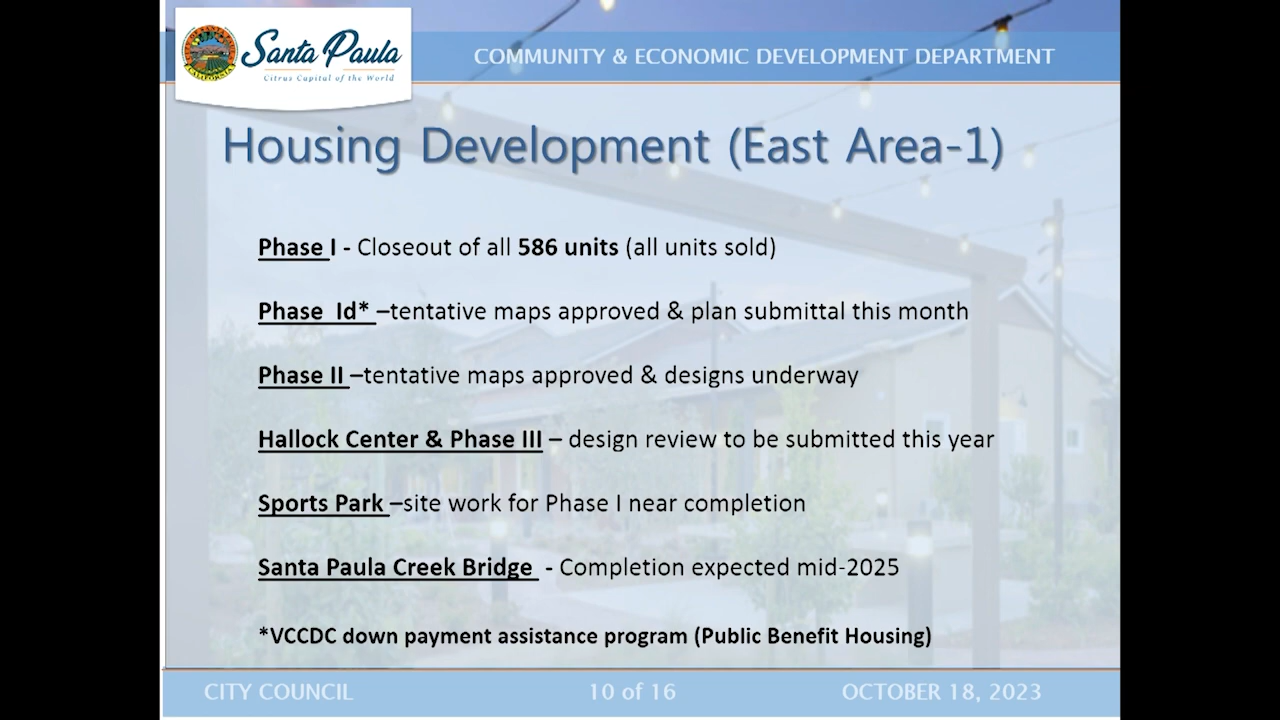 Santa Paula
Citrus Capital of the World
COMMUNITY & ECONOMIC DEVELOPMENT DEPARTMENT
Housing Development (East Area-1)
Phase I - Closeout of all 586 units (all units sold)
Phase Id* –tentative maps approved & plan submittal this month
Phase II –tentative maps approved & designs underway
Hallock Center & Phase III – design review to be submitted this year
Sports Park –site work for Phase I near completion
Santa Paula Creek Bridge - Completion expected mid-2025
*VCCDC down payment assistance program (Public Benefit Housing)
CITY COUNCIL 10 of 16 OCTOBER 18, 2023